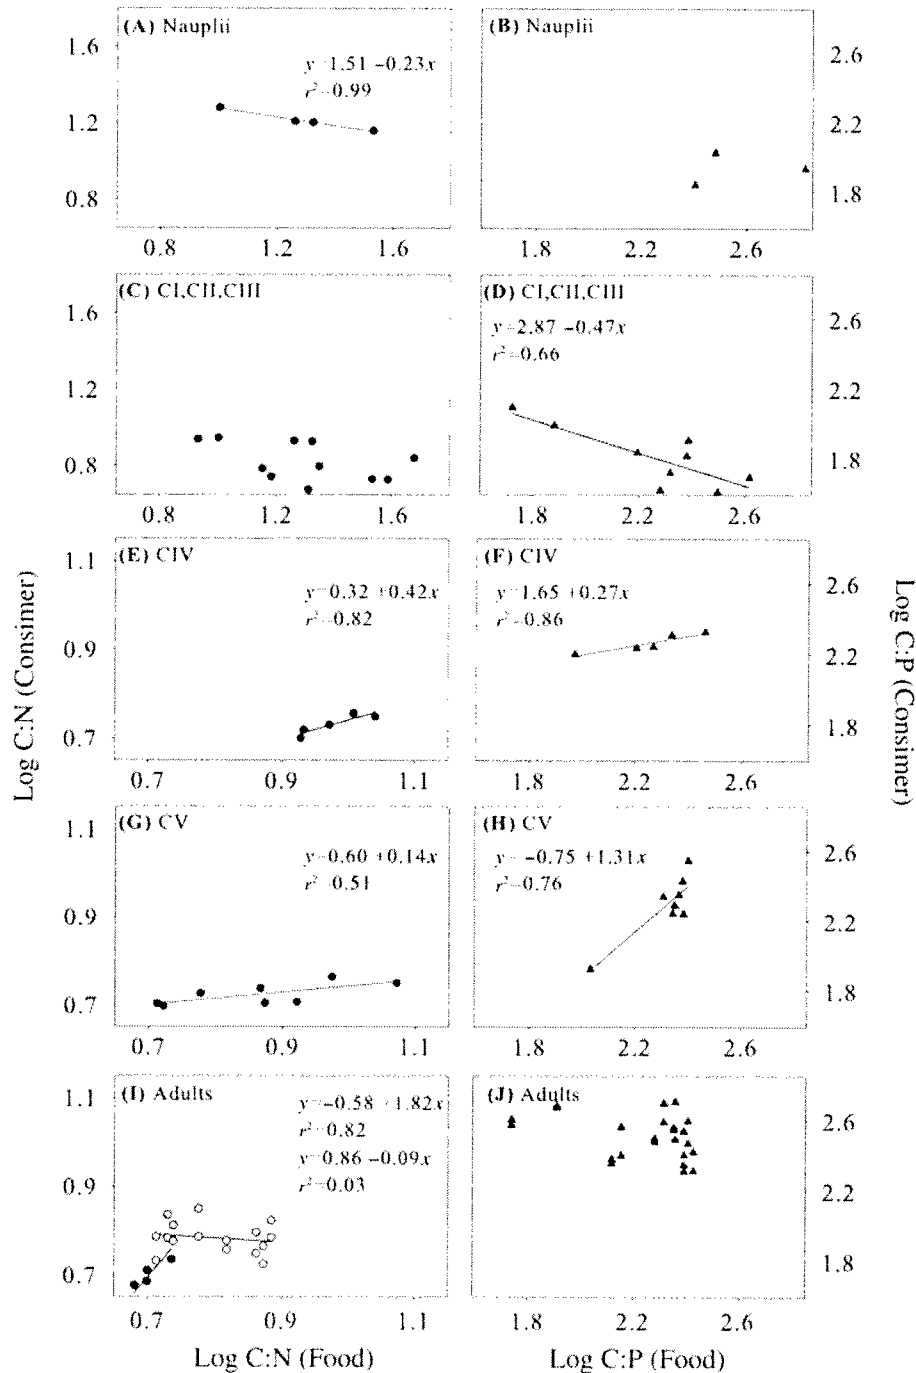 (A) Nauplii
y=1.51 −0.23x
r²=0.99
1.6
1.2
0.8
0.8 1.2 1.6
(B) Nauplii
2.6
2.2
1.8
1.8 2.2 2.6
(C) CI,CII,CIII
1.6
1.2
0.8
0.8 1.2 1.6
(D) CI,CII,CIII
y=2.87 −0.47x
r²=0.66
2.6
2.2
1.8
1.8 2.2 2.6
(E) CIV
y=0.32 +0.42x
r²=0.82
1.1
0.9
0.7
0.7 0.9 1.1
(F) CIV
y=1.65 +0.27x
r²=0.86
2.6
2.2
1.8
1.8 2.2 2.6
(G) CV
y=0.60 +0.14x
r²=0.51
1.1
0.9
0.7
0.7 0.9 1.1
(H) CV
y= −0.75 +1.31x
r²=0.76
2.6
2.2
1.8
1.8 2.2 2.6
(I) Adults
y=−0.58 +1.82x
r²=0.82
y=0.86 −0.09x
r²=0.03
1.1
0.9
0.7
0.7 0.9 1.1
(J) Adults
2.6
2.2
1.8
1.8 2.2 2.6
Log C:N (Consimer)
Log C:P (Consimer)
Log C:N (Food)
Log C:P (Food)